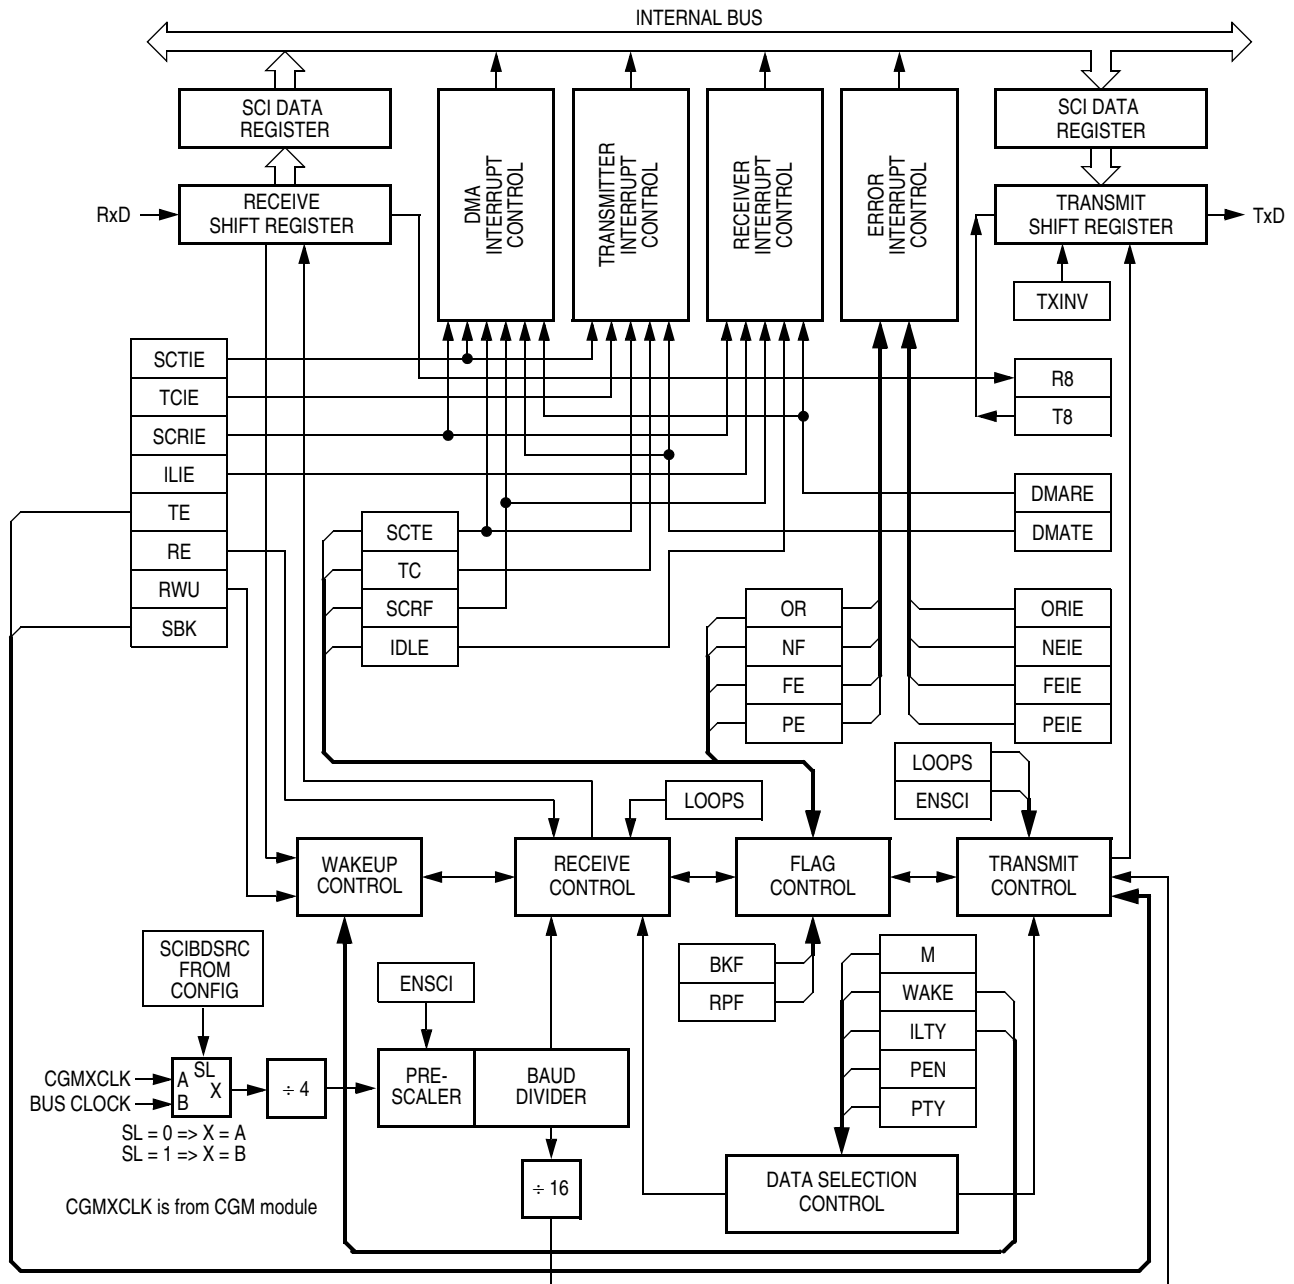 INTERNAL BUS
SCI DATA
REGISTER
SCI DATA
REGISTER
DMA
INTERRUPT
CONTROL
TRANSMITTER
INTERRUPT
CONTROL
RECEIVER
INTERRUPT
CONTROL
ERROR
INTERRUPT
CONTROL
RxD
RECEIVE
SHIFT REGISTER
TRANSMIT
SHIFT REGISTER
TxD
TXINV
SCTIE
TCIE
SCRIE
ILIE
TE
RE
RWU
SBK
R8
T8
DMARE
DMATE
SCTE
TC
SCRF
IDLE
OR
NF
FE
PE
ORIE
NEIE
FEIE
PEIE
LOOPS
ENSCI
LOOPS
WAKEUP
CONTROL
RECEIVE
CONTROL
FLAG
CONTROL
TRANSMIT
CONTROL
SCIBDSRC
FROM
CONFIG
ENSCI
BKF
RPF
M
WAKE
ILTY
PEN
PTY
CGMXCLK
BUS CLOCK
A
B
SL
X
÷ 4
PRE-
SCALER
BAUD
DIVIDER
SL = 0 => X = A
SL = 1 => X = B
÷ 16
DATA SELECTION
CONTROL
CGMXCLK is from CGM module